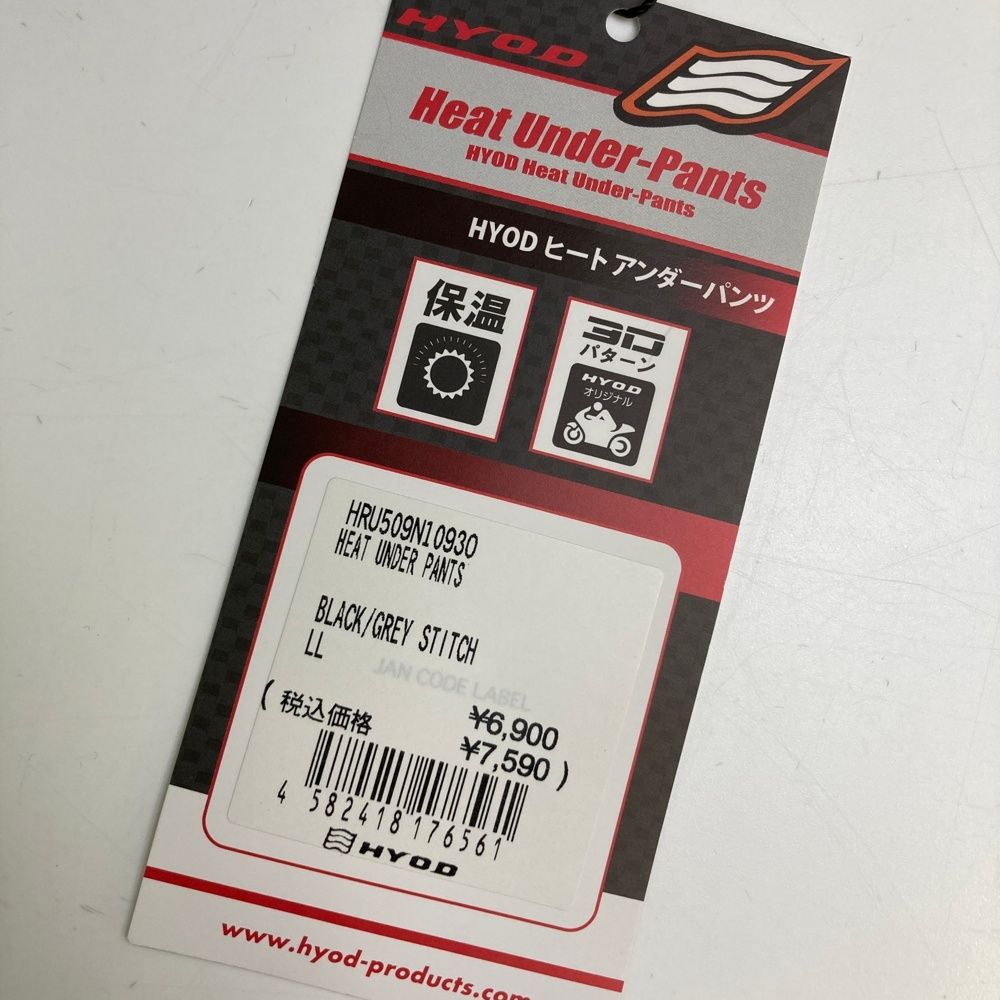 HYOD
Heat Under-Pants
HYOD Heat Under-Pants
HYOD ヒートアンダーパンツ
保温
3D
パターン
HYOD
オリジナル
HRU509N10930
HEAT UNDER PANTS
BLACK/GREY STITCH
LL
JAN CODE LABEL
¥6,900
( 税込価格 ¥7,590 )
4 582418 176561
HYOD
www.hyod-products.com